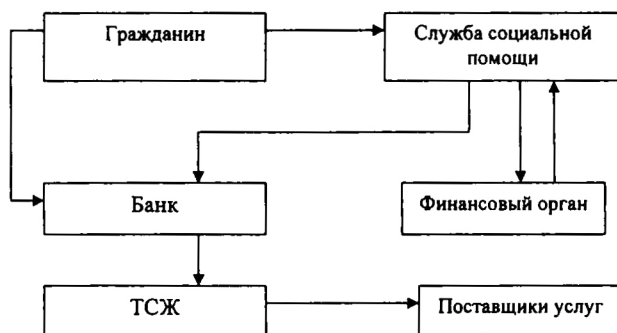 Гражданин
Служба социальной
помощи
Банк
Финансовый орган
ТСЖ
Поставщики услуг